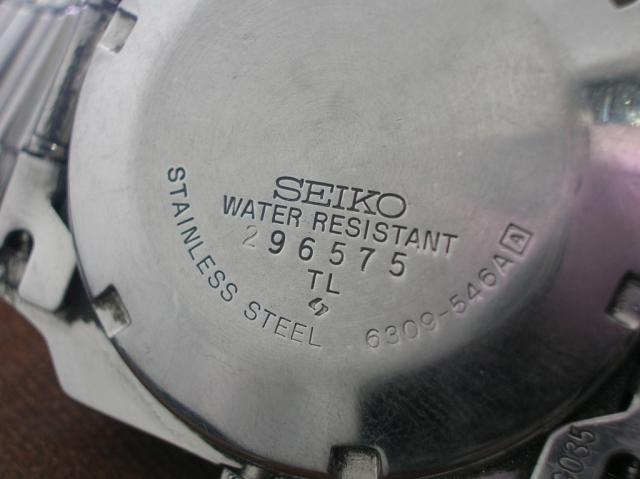 SEIKO
WATER RESISTANT
296575
TL
STAINLESS STEEL
6309-546A A